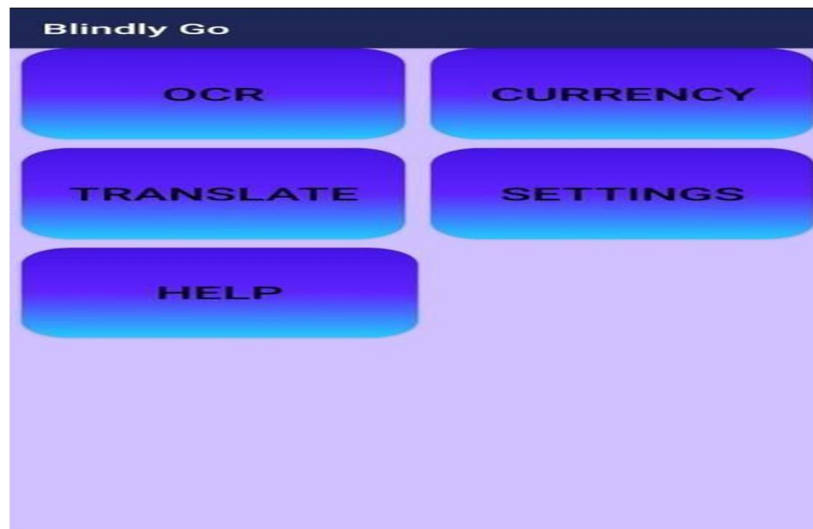 Blindly Go
OCR
CURRENCY
TRANSLATE
SETTINGS
HELP